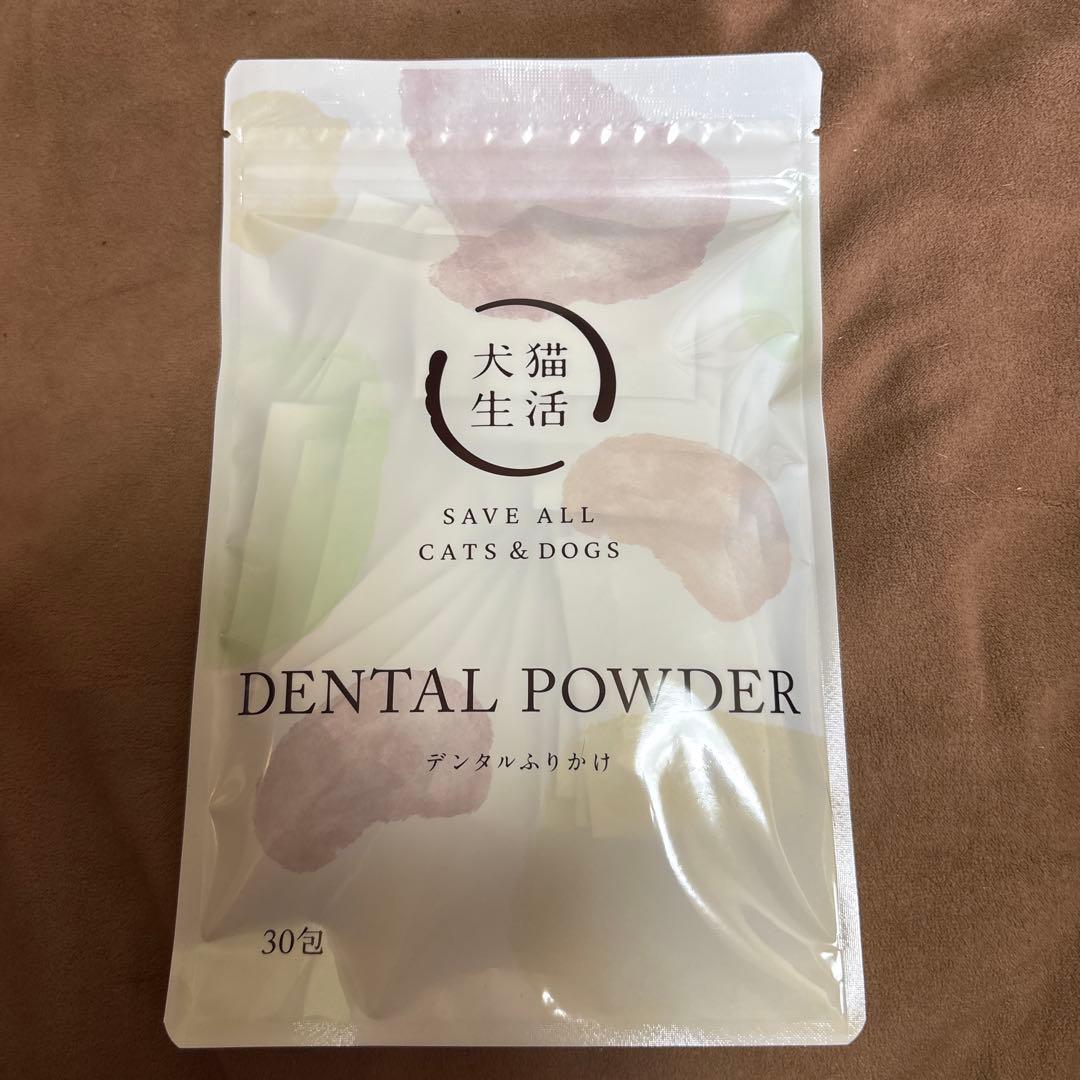 犬猫
生活
SAVE ALL
CATS & DOGS
DENTAL POWDER
デンタルふりかけ
30包